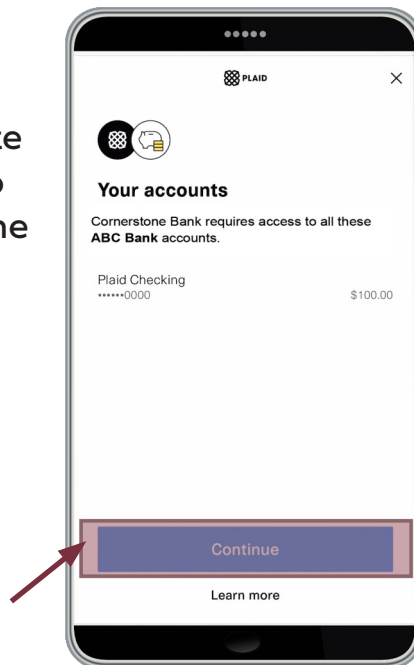 PLAID
Your accounts
Cornerstone Bank requires access to all these
ABC Bank accounts.
Plaid Checking
••••••0000 $100.00
Continue
Learn more